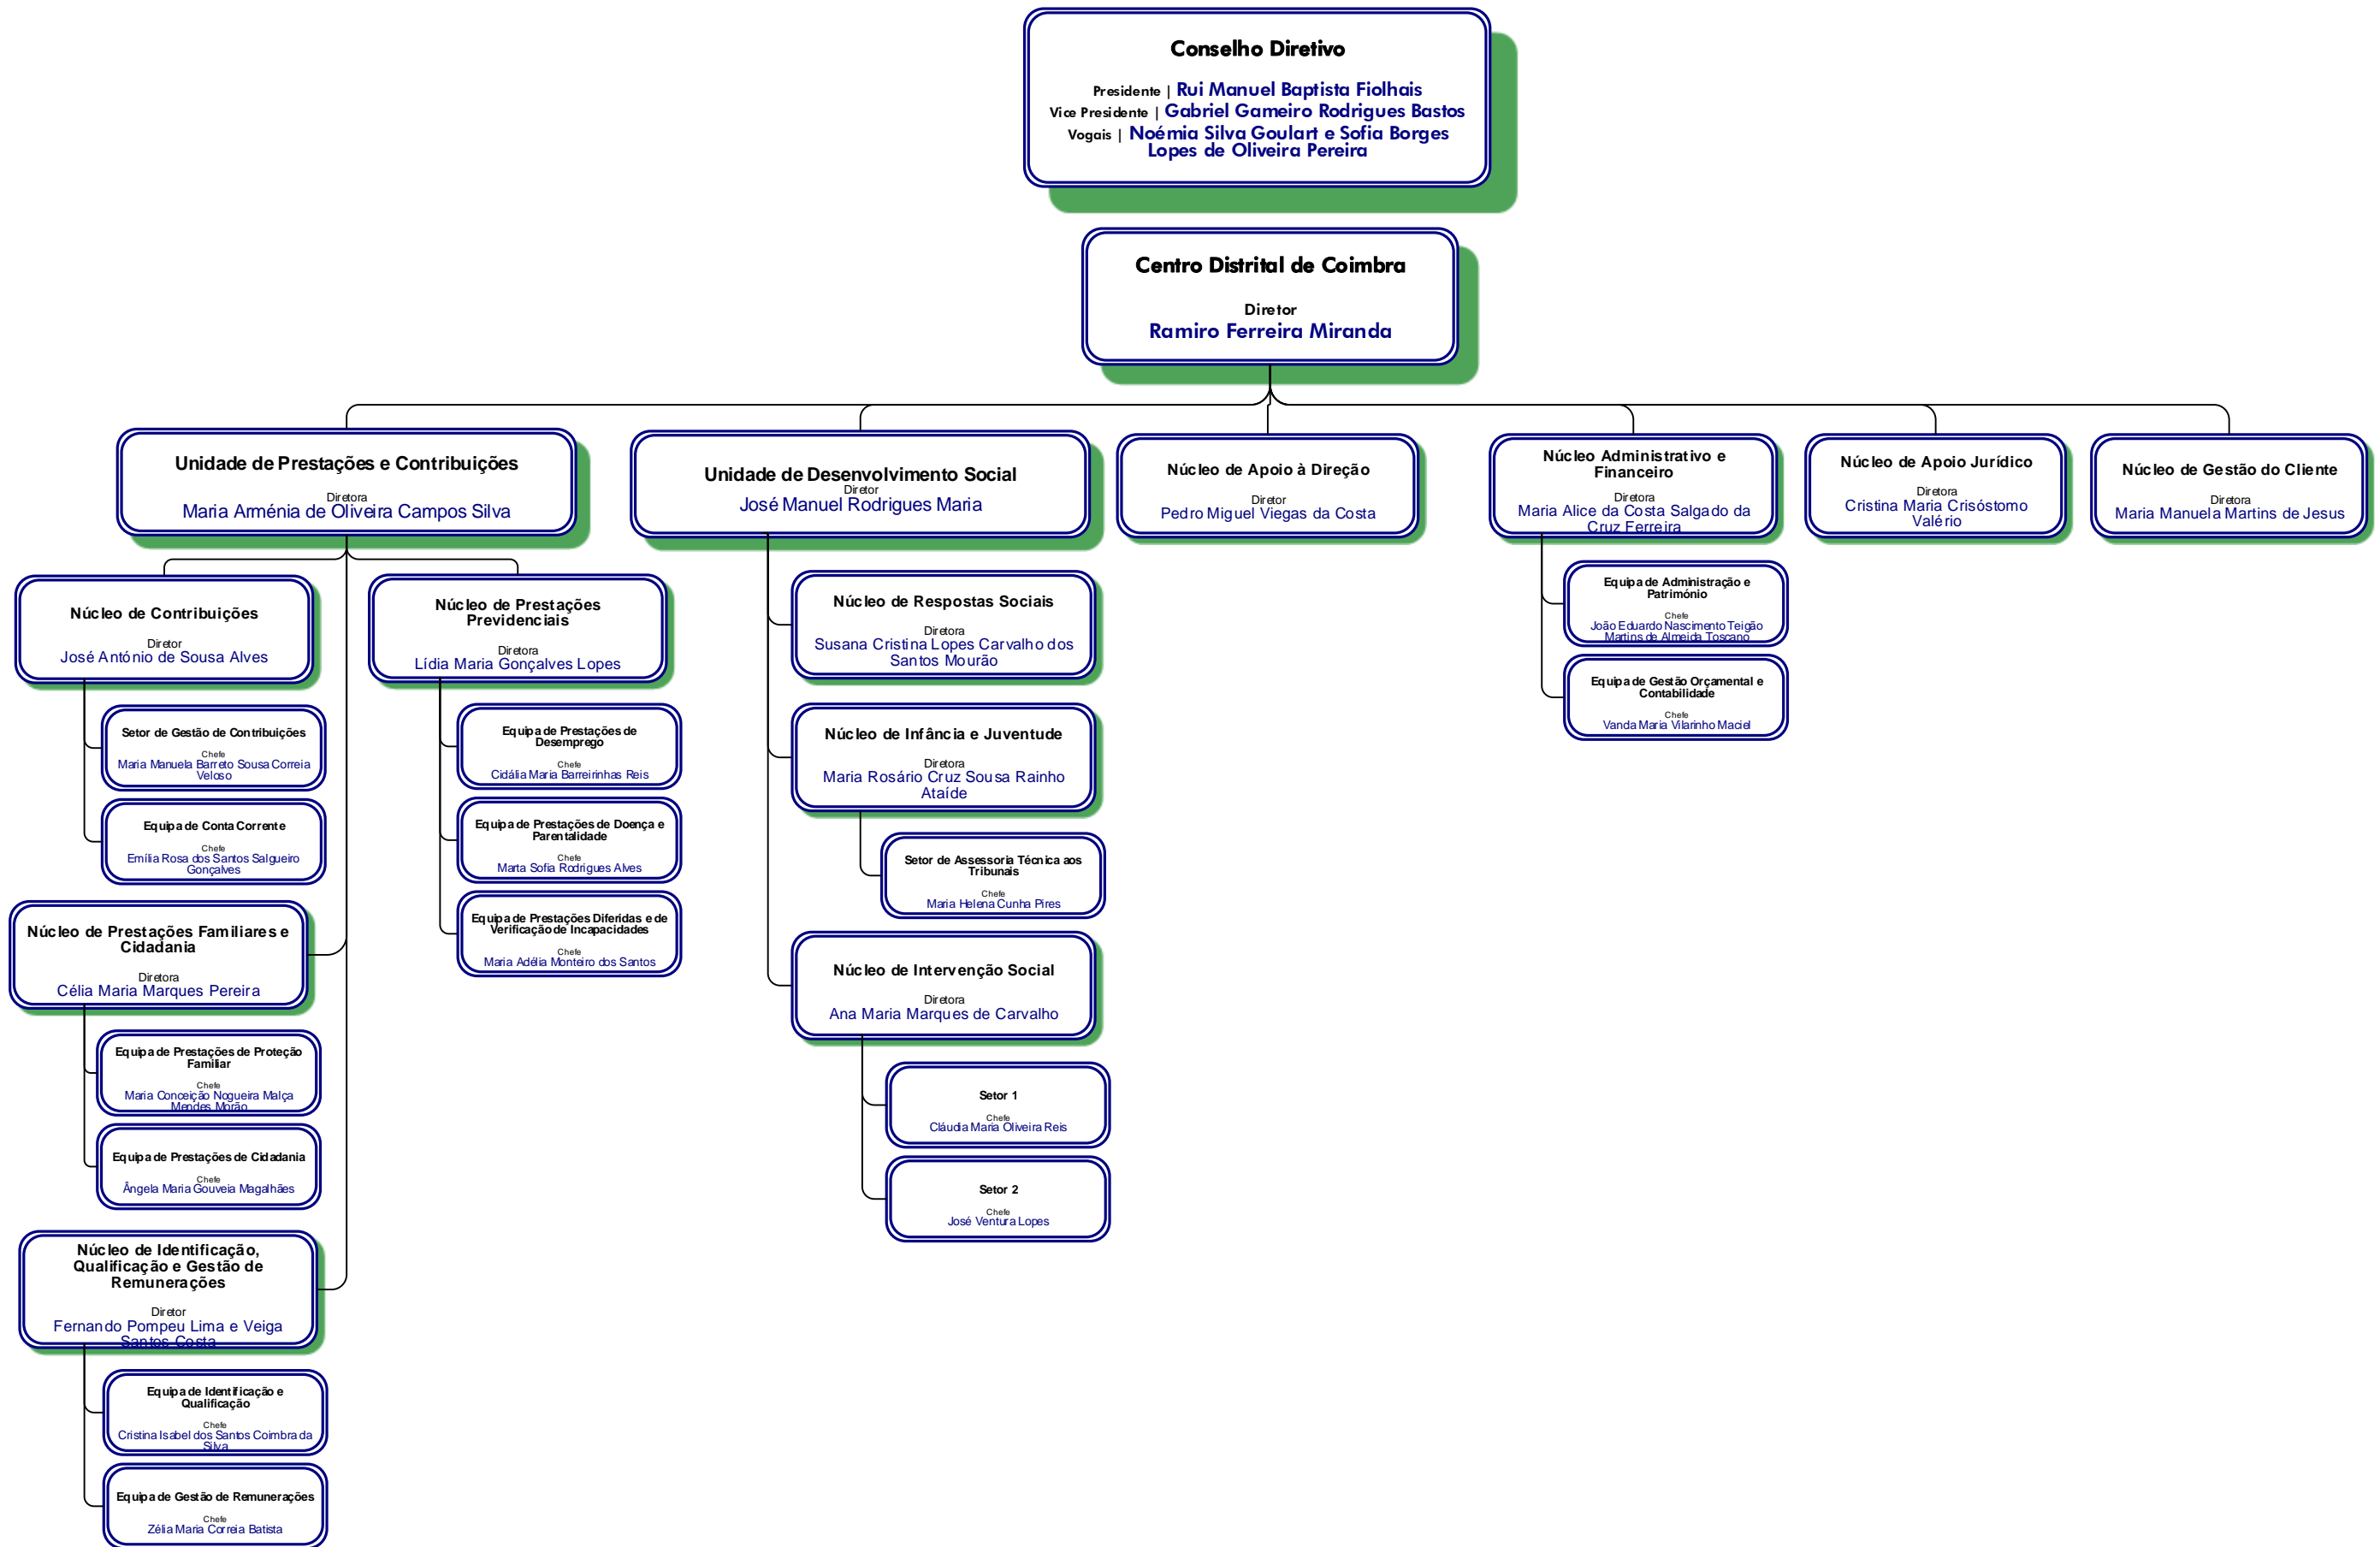 Conselho Diretivo
Presidente | Rui Manuel Baptista Fiolhais
Vice Presidente | Gabriel Gameiro Rodrigues Bastos
Vogais | Noémia Silva Goulart e Sofia Borges
Lopes de Oliveira Pereira
Centro Distrital de Coimbra
Diretor
Ramiro Ferreira Miranda
Unidade de Prestações e Contribuições
Diretora
Maria Arménia de Oliveira Campos Silva
Unidade de Desenvolvimento Social
Diretor
José Manuel Rodrigues Maria
Núcleo de Apoio à Direção
Diretor
Pedro Miguel Viegas da Costa
Núcleo Administrativo e
Financeiro
Diretora
Maria Alice da Costa Salgado da
Cruz Ferreira
Núcleo de Apoio Jurídico
Diretora
Cristina Maria Crisóstomo
Valério
Núcleo de Gestão do Cliente
Diretora
Maria Manuela Martins de Jesus
Núcleo de Contribuições
Diretor
José António de Sousa Alves
Setor de Gestão de Contribuições
Chefe
Maria Manuela Barreto Sousa Correia
Veloso
Equipa de Conta Corrente
Chefe
Emília Rosa dos Santos Salgueiro
Gonçalves
Núcleo de Prestações Familiares e
Cidadania
Diretora
Célia Maria Marques Pereira
Equipa de Prestações de Proteção
Familiar
Chefe
Maria Conceição Nogueira Malça
Mendes Morão
Equipa de Prestações de Cidadania
Chefe
Ângela Maria Gouveia Magalhães
Núcleo de Identificação,
Qualificação e Gestão de
Remunerações
Diretor
Fernando Pompeu Lima e Veiga
Santos Costa
Equipa de Identificação e
Qualificação
Chefe
Cristina Isabel dos Santos Coimbra da
Silva
Equipa de Gestão de Remunerações
Chefe
Zélia Maria Correia Batista
Núcleo de Prestações
Previdenciais
Diretora
Lídia Maria Gonçalves Lopes
Equipa de Prestações de
Desemprego
Chefe
Cidália Maria Barreirinhas Reis
Equipa de Prestações de Doença e
Parentalidade
Chefe
Marta Sofia Rodrigues Alves
Equipa de Prestações Diferidas e de
Verificação de Incapacidades
Chefe
Maria Adélia Monteiro dos Santos
Núcleo de Respostas Sociais
Diretora
Susana Cristina Lopes Carvalho dos
Santos Mourão
Núcleo de Infância e Juventude
Diretora
Maria Rosário Cruz Sousa Rainho
Ataíde
Setor de Assessoria Técnica aos
Tribunais
Chefe
Maria Helena Cunha Pires
Núcleo de Intervenção Social
Diretora
Ana Maria Marques de Carvalho
Setor 1
Chefe
Cláudia Maria Oliveira Reis
Setor 2
Chefe
José Ventura Lopes
Equipa de Administração e
Património
Chefe
João Eduardo Nascimento Teigão
Martins de Almeida Toscano
Equipa de Gestão Orçamental e
Contabilidade
Chefe
Vanda Maria Vilarinho Maciel